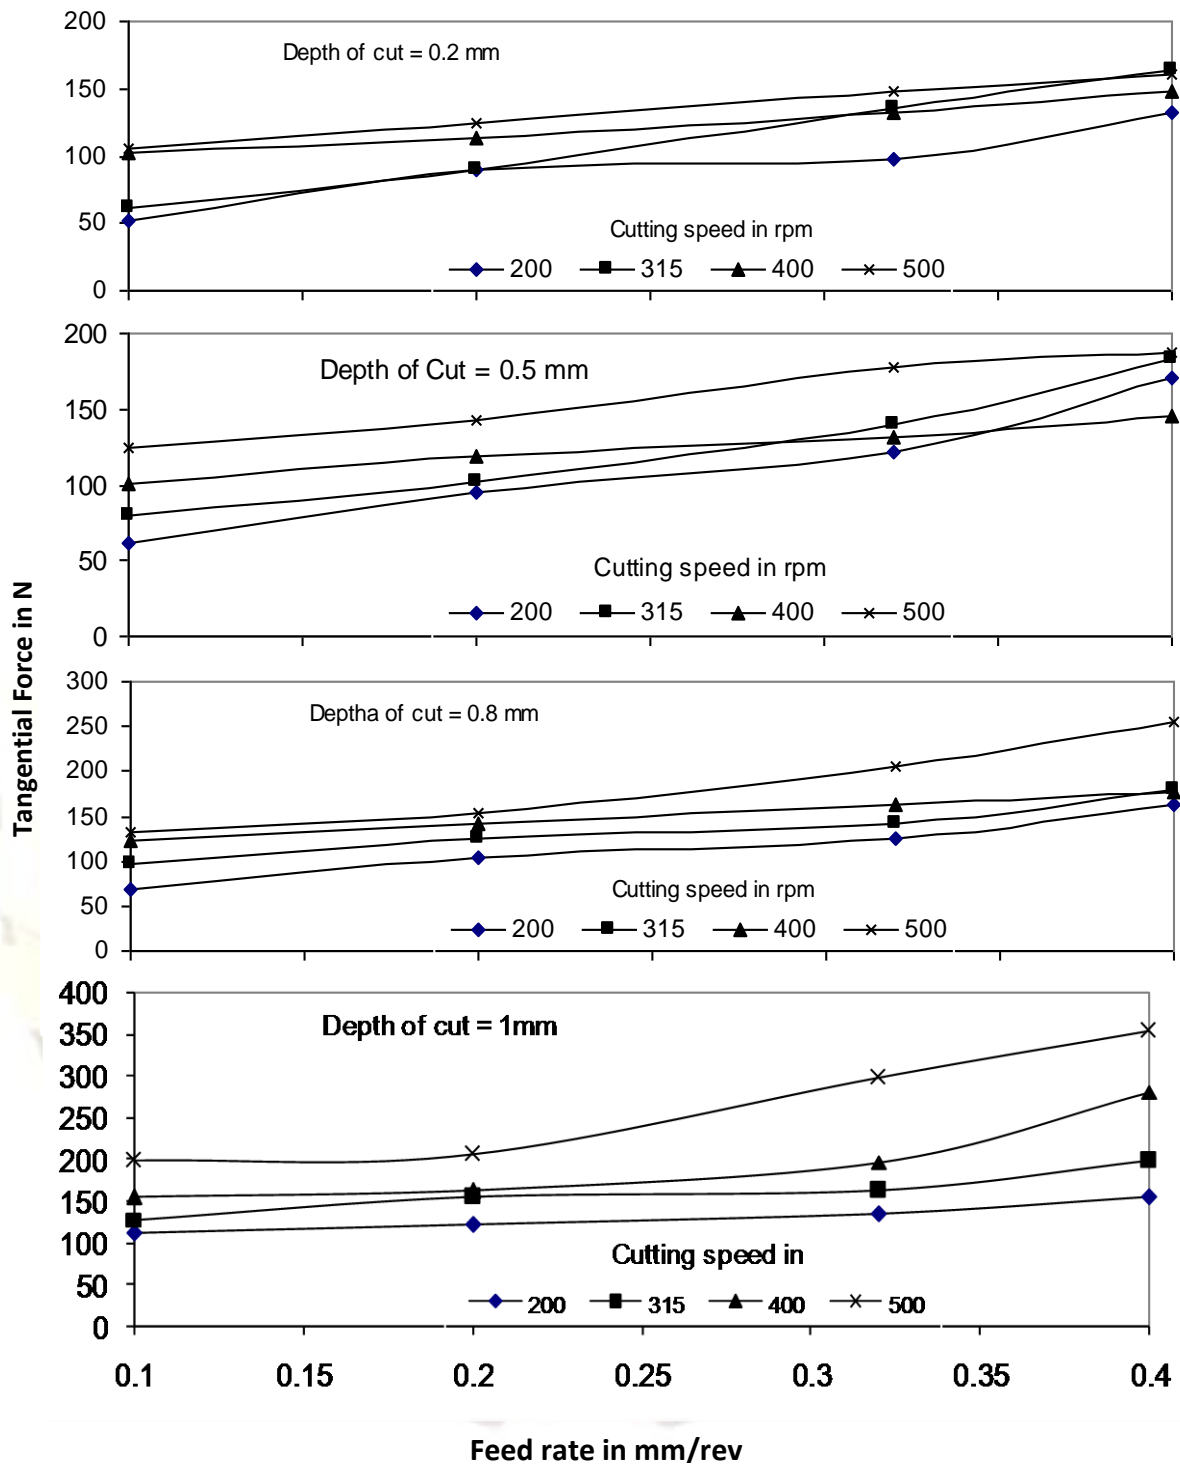 200
Depth of cut = 0.2 mm
150
100
50
Cutting speed in rpm
200 315 400 500
0
200
Depth of Cut = 0.5 mm
150
100
50
Cutting speed in rpm
200 315 400 500
0
Tangential Force in N
300
Deptha of cut = 0.8 mm
250
200
150
100
50
Cutting speed in rpm
200 315 400 500
0
400
Depth of cut = 1mm
350
300
250
200
150
100
Cutting speed in
50
200 315 400 500
0
0.1 0.15 0.2 0.25 0.3 0.35 0.4
Feed rate in mm/rev